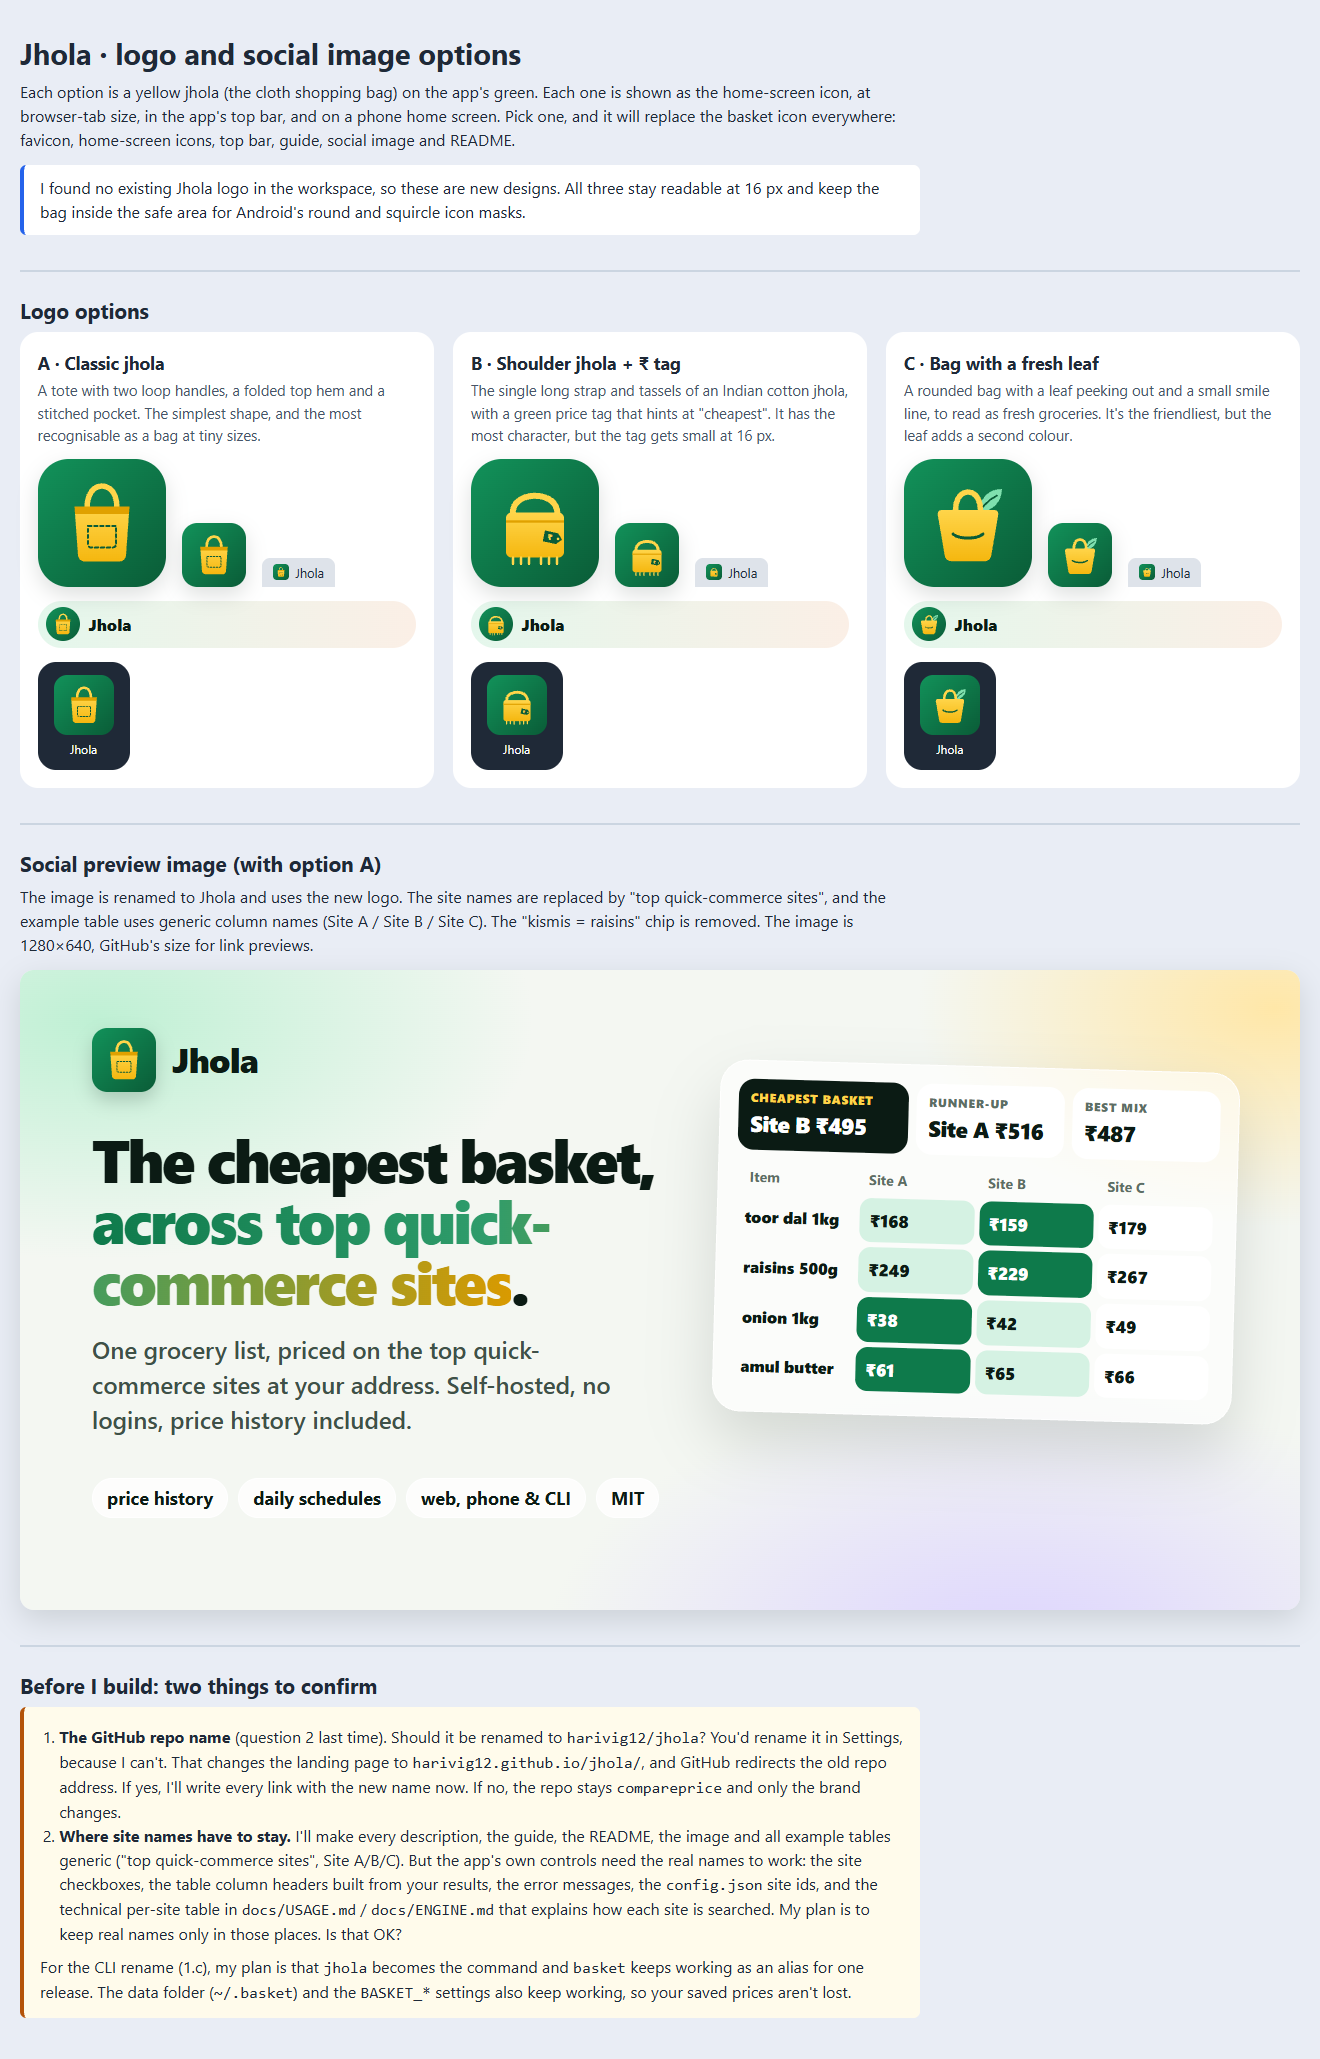 Jhola · logo and social image options
Each option is a yellow jhola (the cloth shopping bag) on the app's green. Each one is shown as the home-screen icon, at
browser-tab size, in the app's top bar, and on a phone home screen. Pick one, and it will replace the basket icon everywhere:
favicon, home-screen icons, top bar, guide, social image and README.
I found no existing Jhola logo in the workspace, so these are new designs. All three stay readable at 16 px and keep the
bag inside the safe area for Android's round and squircle icon masks.
Logo options
A · Classic jhola
A tote with two loop handles, a folded top hem and a
stitched pocket. The simplest shape, and the most
recognisable as a bag at tiny sizes.
Jhola
Jhola
Jhola
B · Shoulder jhola + ₹ tag
The single long strap and tassels of an Indian cotton jhola,
with a green price tag that hints at "cheapest". It has the
most character, but the tag gets small at 16 px.
Jhola
Jhola
Jhola
C · Bag with a fresh leaf
A rounded bag with a leaf peeking out and a small smile
line, to read as fresh groceries. It's the friendliest, but the
leaf adds a second colour.
Jhola
Jhola
Jhola
Social preview image (with option A)
The image is renamed to Jhola and uses the new logo. The site names are replaced by "top quick-commerce sites", and the
example table uses generic column names (Site A / Site B / Site C). The "kismis = raisins" chip is removed. The image is
1280×640, GitHub's size for link previews.
Jhola
The cheapest basket,
across top quick-
commerce sites.
One grocery list, priced on the top quick-
commerce sites at your address. Self-hosted, no
logins, price history included.
price history daily schedules web, phone & CLI MIT
CHEAPEST BASKET
Site B ₹495
RUNNER-UP
Site A ₹516
BEST MIX
₹487
Item Site A Site B Site C
toor dal 1kg ₹168 ₹159 ₹179
raisins 500g ₹249 ₹229 ₹267
onion 1kg ₹38 ₹42 ₹49
amul butter ₹61 ₹65 ₹66
Before I build: two things to confirm
1. The GitHub repo name (question 2 last time). Should it be renamed to harivig12/jhola? You'd rename it in Settings,
because I can't. That changes the landing page to harivig12.github.io/jhola/, and GitHub redirects the old repo
address. If yes, I'll write every link with the new name now. If no, the repo stays compareprice and only the brand
changes.
2. Where site names have to stay. I'll make every description, the guide, the README, the image and all example tables
generic ("top quick-commerce sites", Site A/B/C). But the app's own controls need the real names to work: the site
checkboxes, the table column headers built from your results, the error messages, the config.json site ids, and the
technical per-site table in docs/USAGE.md / docs/ENGINE.md that explains how each site is searched. My plan is to
keep real names only in those places. Is that OK?
For the CLI rename (1.c), my plan is that jhola becomes the command and basket keeps working as an alias for one
release. The data folder (~/.basket) and the BASKET_* settings also keep working, so your saved prices aren't lost.